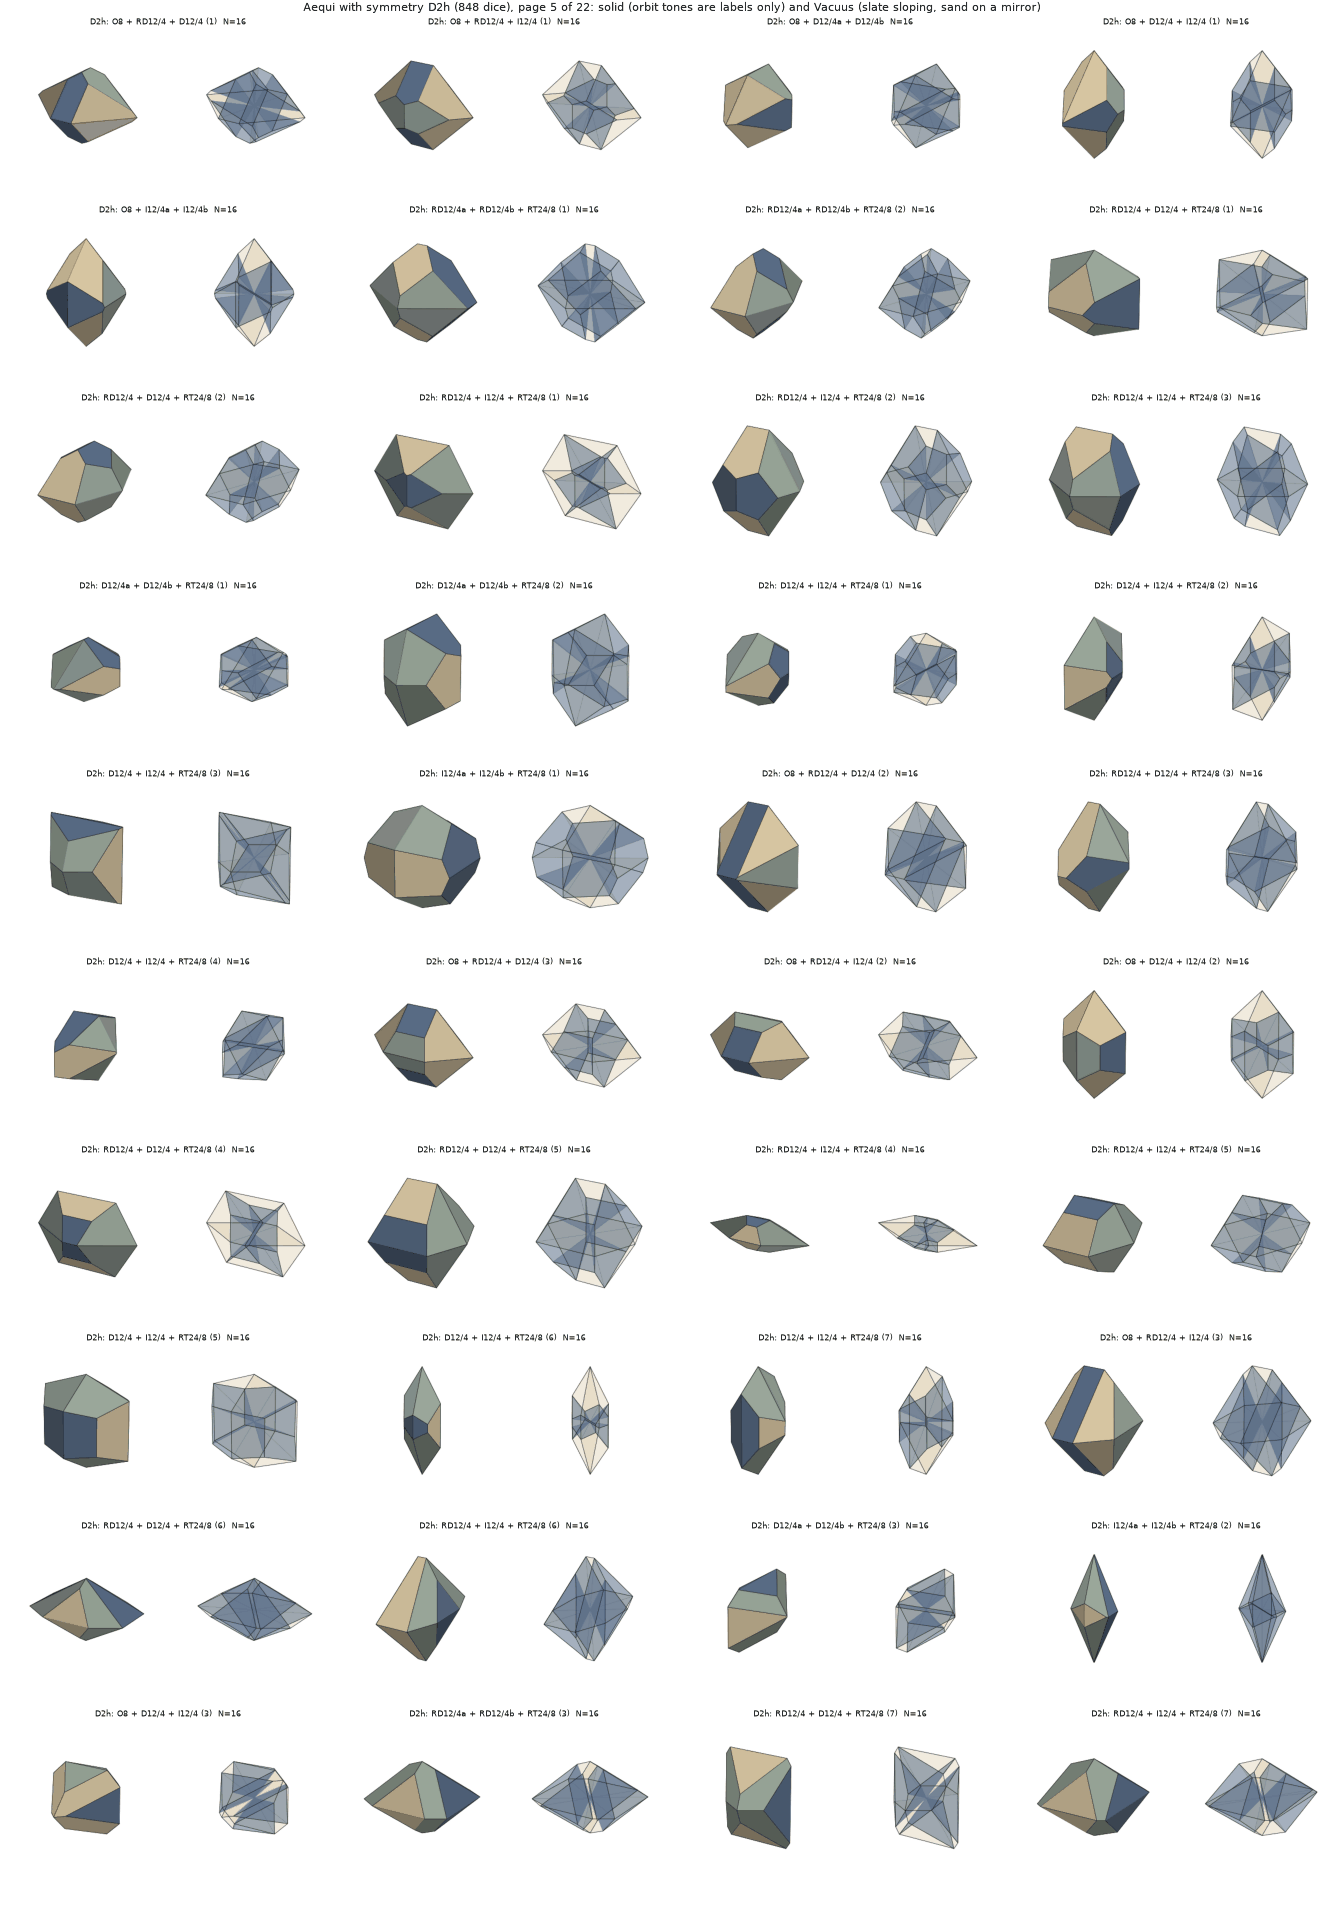 Aequi with symmetry D2h (848 dice), page 5 of 22: solid (orbit tones are labels only) and Vacuus (slate sloping, sand on a mirror)
D2h: O8 + RD12/4 + D12/4 (1) N=16
D2h: O8 + RD12/4 + I12/4 (1) N=16
D2h: O8 + D12/4a + D12/4b N=16
D2h: O8 + D12/4 + I12/4 (1) N=16
D2h: O8 + I12/4a + I12/4b N=16
D2h: RD12/4a + RD12/4b + RT24/8 (1) N=16
D2h: RD12/4a + RD12/4b + RT24/8 (2) N=16
D2h: RD12/4 + D12/4 + RT24/8 (1) N=16
D2h: RD12/4 + D12/4 + RT24/8 (2) N=16
D2h: RD12/4 + I12/4 + RT24/8 (1) N=16
D2h: RD12/4 + I12/4 + RT24/8 (2) N=16
D2h: RD12/4 + I12/4 + RT24/8 (3) N=16
D2h: D12/4a + D12/4b + RT24/8 (1) N=16
D2h: D12/4a + D12/4b + RT24/8 (2) N=16
D2h: D12/4 + I12/4 + RT24/8 (1) N=16
D2h: D12/4 + I12/4 + RT24/8 (2) N=16
D2h: D12/4 + I12/4 + RT24/8 (3) N=16
D2h: I12/4a + I12/4b + RT24/8 (1) N=16
D2h: O8 + RD12/4 + D12/4 (2) N=16
D2h: RD12/4 + D12/4 + RT24/8 (3) N=16
D2h: D12/4 + I12/4 + RT24/8 (4) N=16
D2h: O8 + RD12/4 + D12/4 (3) N=16
D2h: O8 + RD12/4 + I12/4 (2) N=16
D2h: O8 + D12/4 + I12/4 (2) N=16
D2h: RD12/4 + D12/4 + RT24/8 (4) N=16
D2h: RD12/4 + D12/4 + RT24/8 (5) N=16
D2h: RD12/4 + I12/4 + RT24/8 (4) N=16
D2h: RD12/4 + I12/4 + RT24/8 (5) N=16
D2h: D12/4 + I12/4 + RT24/8 (5) N=16
D2h: D12/4 + I12/4 + RT24/8 (6) N=16
D2h: D12/4 + I12/4 + RT24/8 (7) N=16
D2h: O8 + RD12/4 + I12/4 (3) N=16
D2h: RD12/4 + D12/4 + RT24/8 (6) N=16
D2h: RD12/4 + I12/4 + RT24/8 (6) N=16
D2h: D12/4a + D12/4b + RT24/8 (3) N=16
D2h: I12/4a + I12/4b + RT24/8 (2) N=16
D2h: O8 + D12/4 + I12/4 (3) N=16
D2h: RD12/4a + RD12/4b + RT24/8 (3) N=16
D2h: RD12/4 + D12/4 + RT24/8 (7) N=16
D2h: RD12/4 + I12/4 + RT24/8 (7) N=16